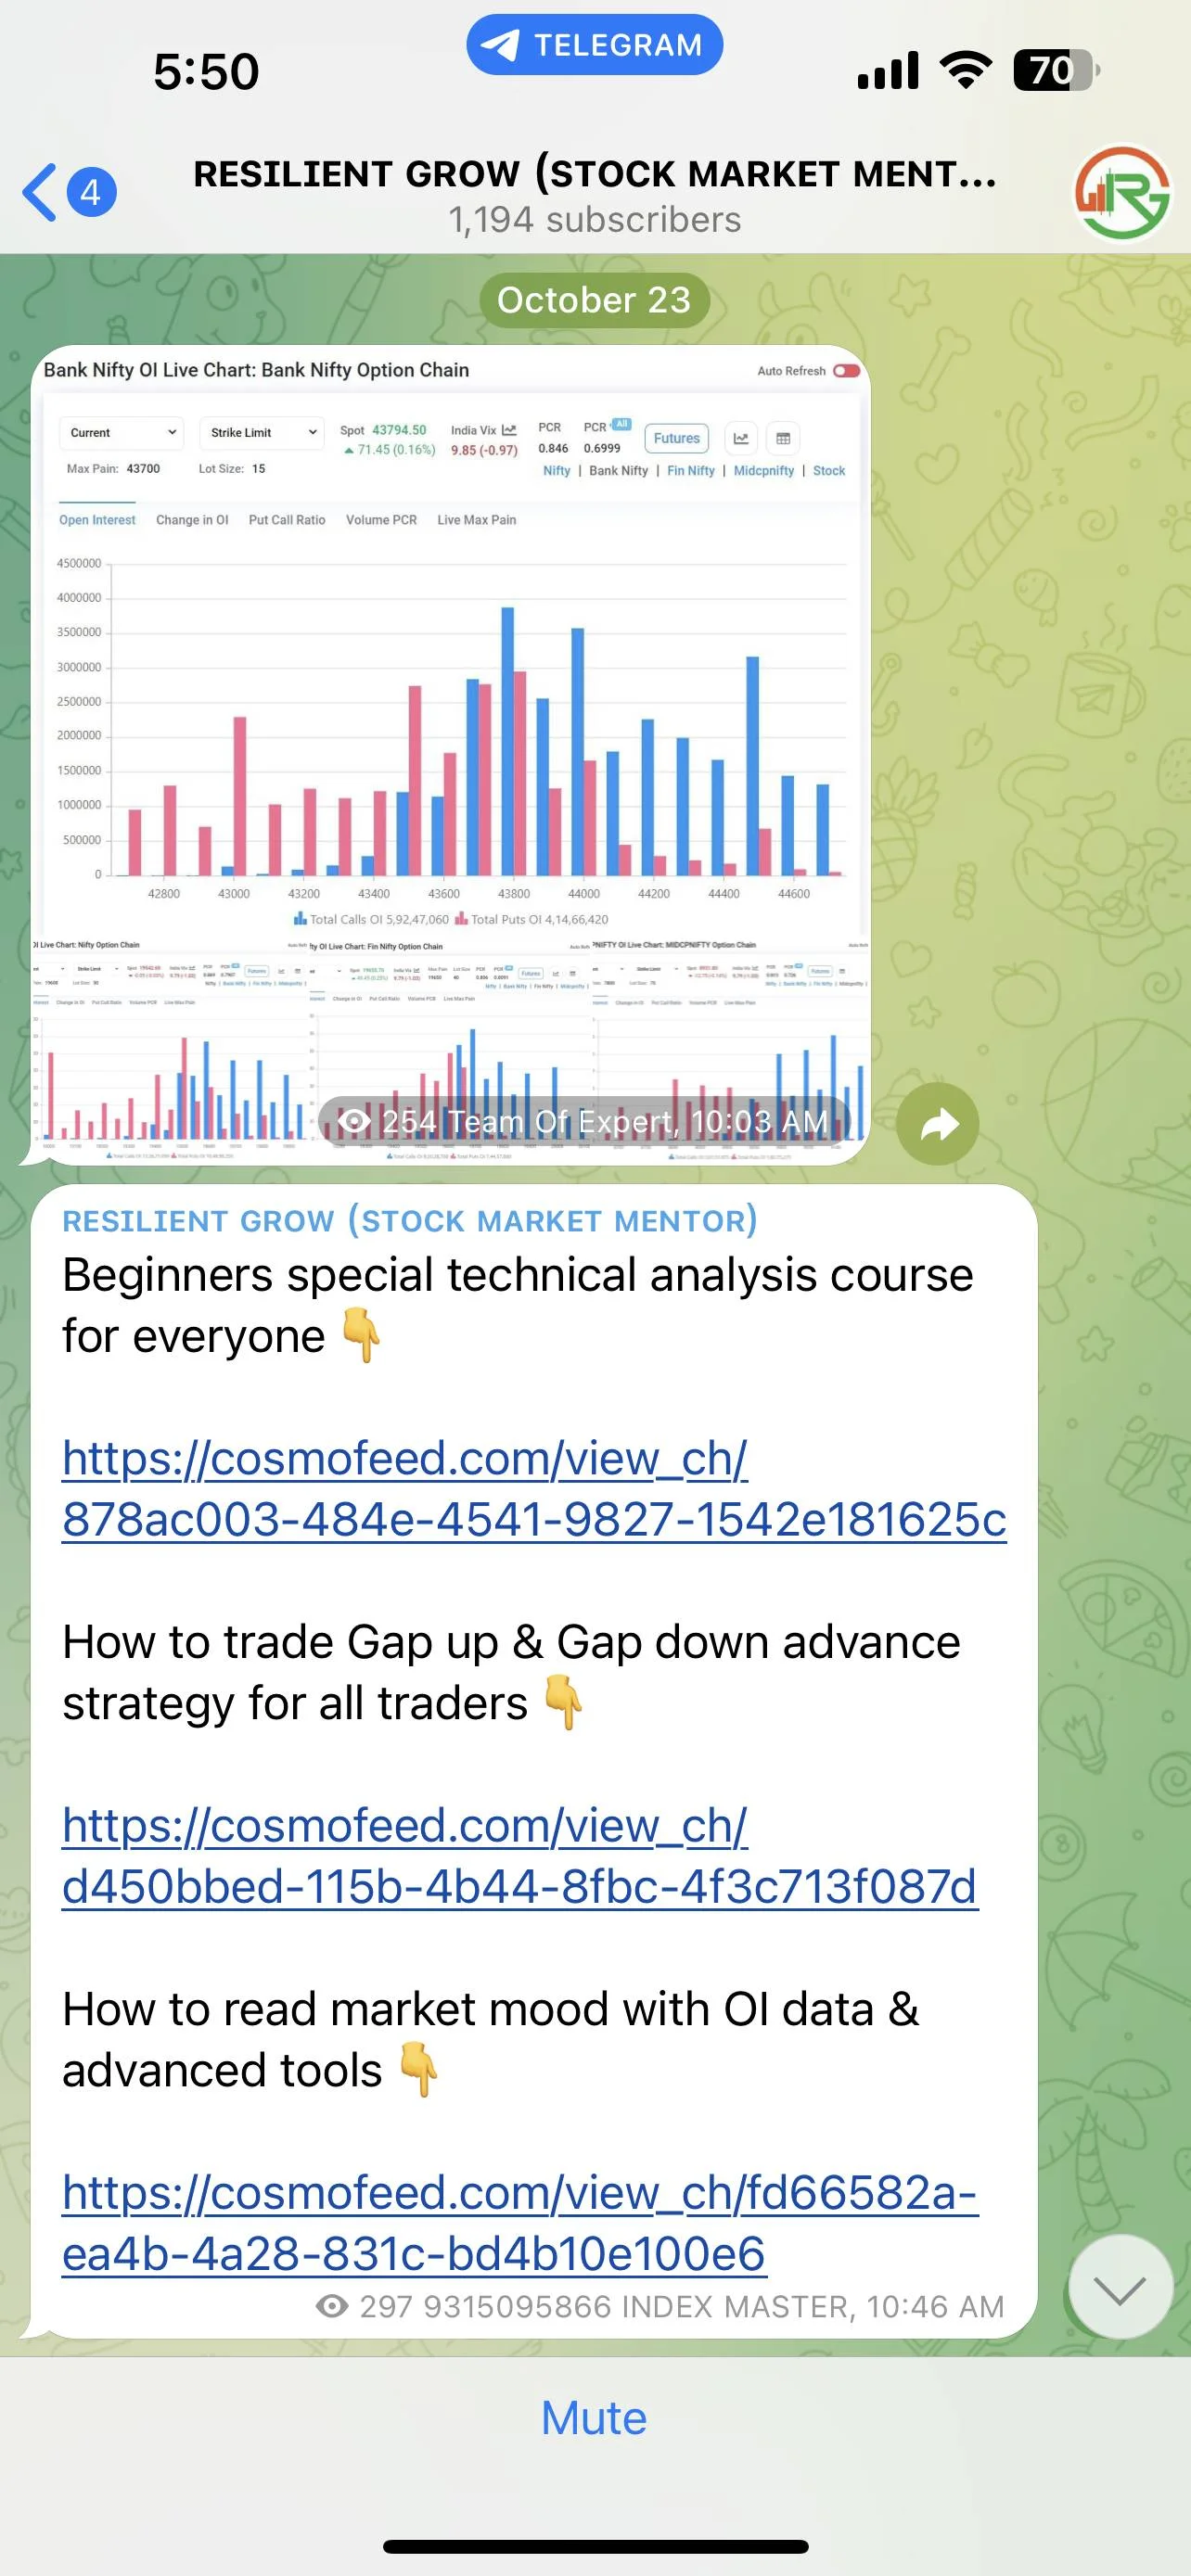 5:50
TELEGRAM
70
4
RESILIENT GROW (STOCK MARKET MENT...
1,194 subscribers
October 23
Bank Nifty OI Live Chart: Bank Nifty Option Chain
Auto Refresh
Current
Strike Limit
Spot 43794.50
India Vix
PCR
PCR All
Futures
71.45 (0.16%)
9.85 (-0.97)
0.846
0.6999
Max Pain: 43700
Lot Size: 15
Nifty | Bank Nifty | Fin Nifty | Midcpnifty | Stock
Open Interest
Change in OI
Put Call Ratio
Volume PCR
Live Max Pain
4500000
4000000
3500000
3000000
2500000
2000000
1500000
1000000
500000
0
42800 43000 43200 43400 43600 43800 44000 44200 44400 44600
Total Calls OI 5,92,47,060 Total Puts OI 4,14,66,420
OI Live Chart: Nifty Option Chain
ty OI Live Chart: Fin Nifty Option Chain
PNIFTY OI Live Chart: MIDCPNIFTY Option Chain
254 Team Of Expert, 10:03 AM
RESILIENT GROW (STOCK MARKET MENTOR)
Beginners special technical analysis course
for everyone 👇
https://cosmofeed.com/view_ch/
878ac003-484e-4541-9827-1542e181625c
How to trade Gap up & Gap down advance
strategy for all traders 👇
https://cosmofeed.com/view_ch/
d450bbed-115b-4b44-8fbc-4f3c713f087d
How to read market mood with OI data &
advanced tools 👇
https://cosmofeed.com/view_ch/fd66582a-
ea4b-4a28-831c-bd4b10e100e6
297 9315095866 INDEX MASTER, 10:46 AM
Mute